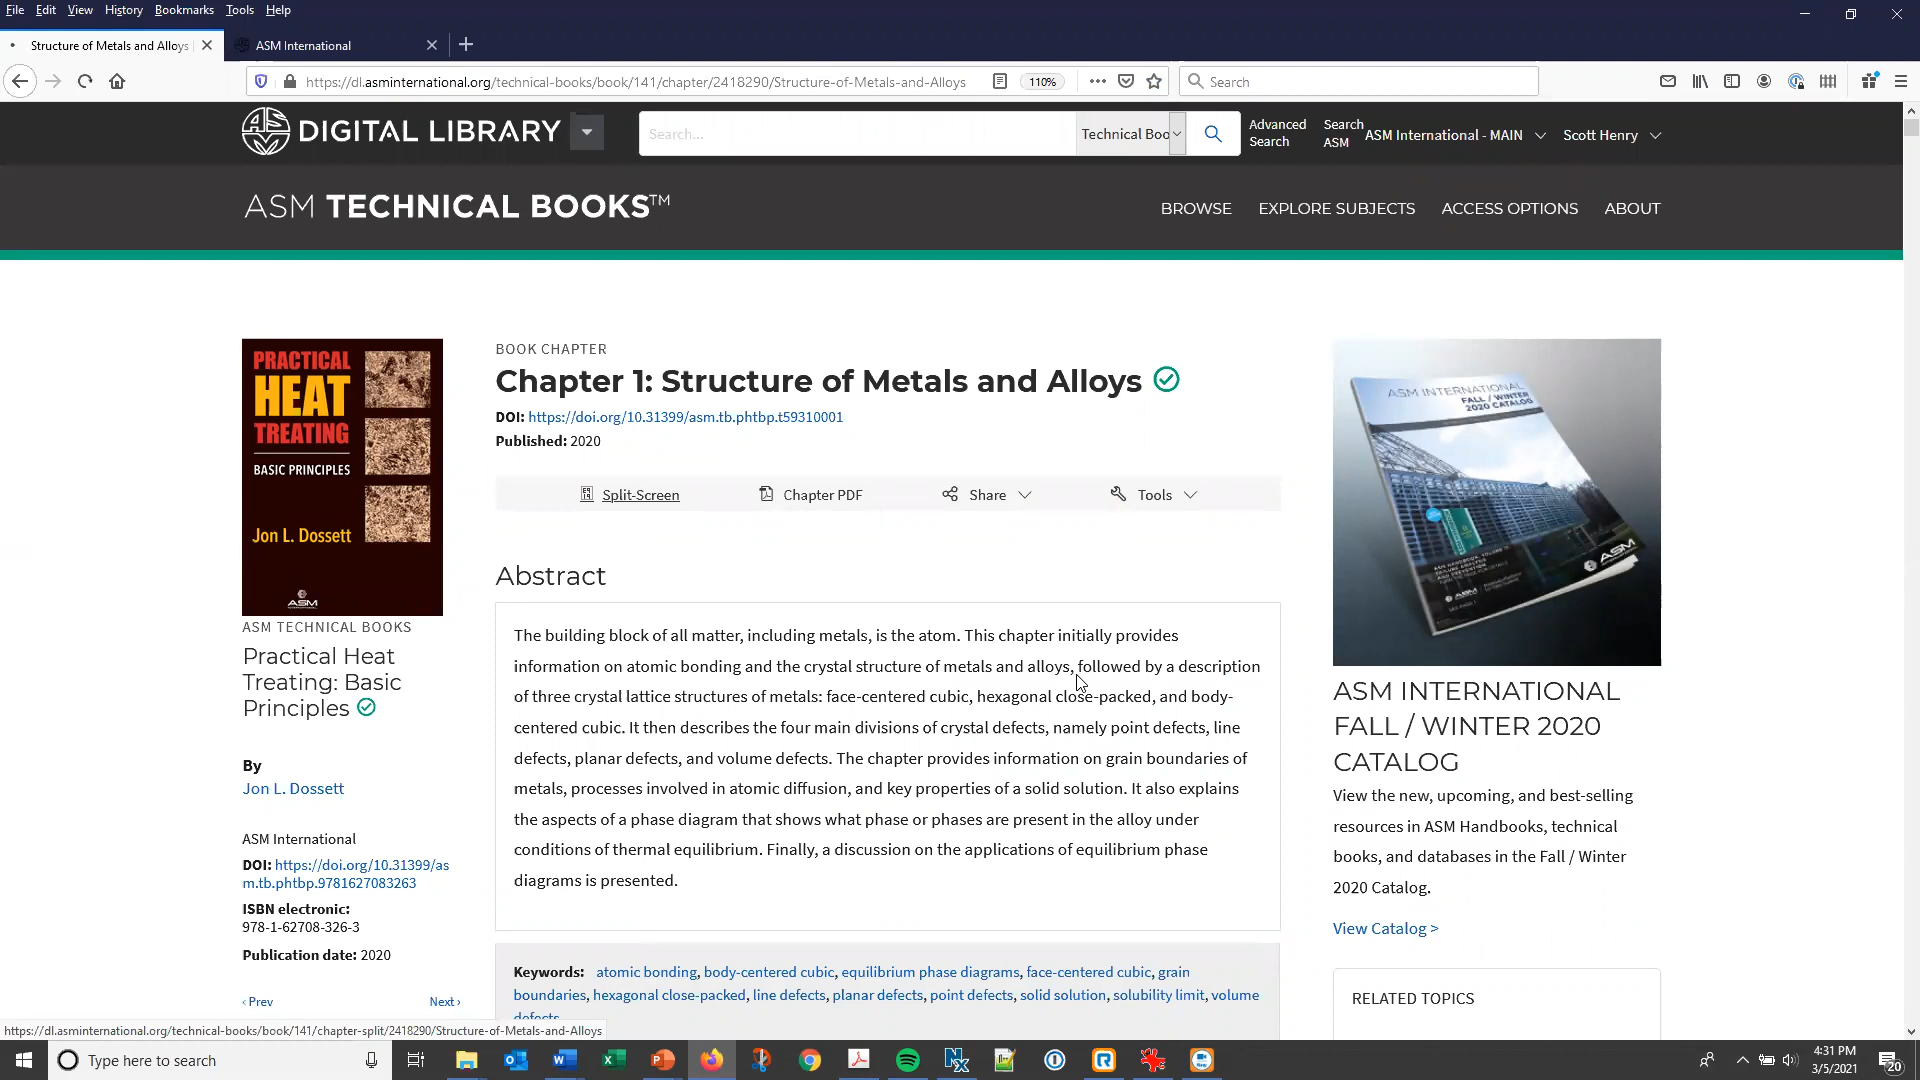 File Edit View History Bookmarks Tools Help
Structure of Metals and Alloys
ASM International
https://dl.asminternational.org/technical-books/book/141/chapter/2418290/Structure-of-Metals-and-Alloys
110%
Search
DIGITAL LIBRARY
Search...
Technical Boo
Advanced Search
Search ASM
ASM International - MAIN
Scott Henry
ASM TECHNICAL BOOKS™
BROWSE EXPLORE SUBJECTS ACCESS OPTIONS ABOUT
PRACTICAL
HEAT
TREATING
BASIC PRINCIPLES
Jon L. Dossett
ASM
ASM TECHNICAL BOOKS
Practical Heat
Treating: Basic
Principles
By
Jon L. Dossett
ASM International
DOI: https://doi.org/10.31399/as
m.tb.phtbp.9781627083263
ISBN electronic:
978-1-62708-326-3
Publication date: 2020
‹ Prev Next ›
BOOK CHAPTER
Chapter 1: Structure of Metals and Alloys
DOI: https://doi.org/10.31399/asm.tb.phtbp.t59310001
Published: 2020
Split-Screen Chapter PDF Share Tools
Abstract
The building block of all matter, including metals, is the atom. This chapter initially provides
information on atomic bonding and the crystal structure of metals and alloys, followed by a description
of three crystal lattice structures of metals: face-centered cubic, hexagonal close-packed, and body-
centered cubic. It then describes the four main divisions of crystal defects, namely point defects, line
defects, planar defects, and volume defects. The chapter provides information on grain boundaries of
metals, processes involved in atomic diffusion, and key properties of a solid solution. It also explains
the aspects of a phase diagram that shows what phase or phases are present in the alloy under
conditions of thermal equilibrium. Finally, a discussion on the applications of equilibrium phase
diagrams is presented.
Keywords: atomic bonding, body-centered cubic, equilibrium phase diagrams, face-centered cubic, grain
boundaries, hexagonal close-packed, line defects, planar defects, point defects, solid solution, solubility limit, volume
defects
ASM INTERNATIONAL
FALL / WINTER
2020 CATALOG
ASM
ASM INTERNATIONAL
FALL / WINTER 2020
CATALOG
View the new, upcoming, and best-selling
resources in ASM Handbooks, technical
books, and databases in the Fall / Winter
2020 Catalog.
View Catalog >
RELATED TOPICS
https://dl.asminternational.org/technical-books/book/141/chapter-split/2418290/Structure-of-Metals-and-Alloys
Type here to search
4:31 PM
3/5/2021
20